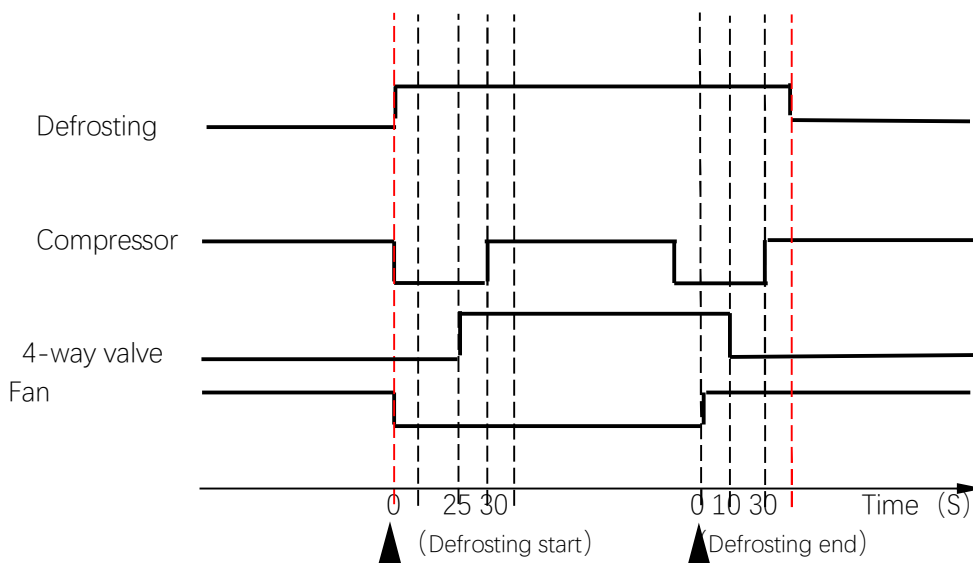 Defrosting
Compressor
4-way valve
Fan
0 25 30 0 10 30 Time （S）
（Defrosting start） （Defrosting end）